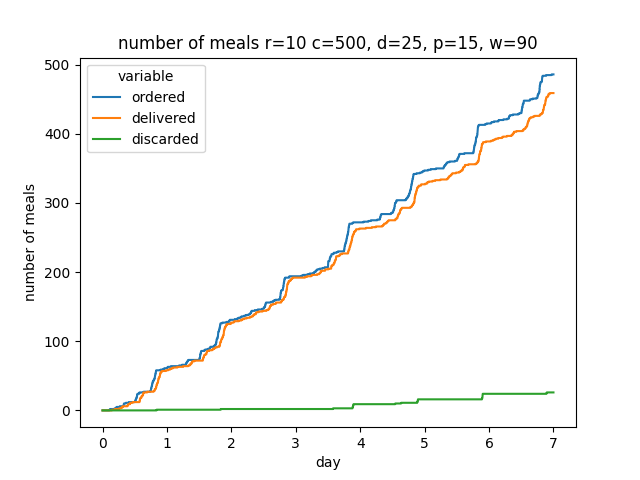 number of meals r=10 c=500, d=25, p=15, w=90
variable
ordered
delivered
discarded
number of meals
500
400
300
200
100
0
0 1 2 3 4 5 6 7
day